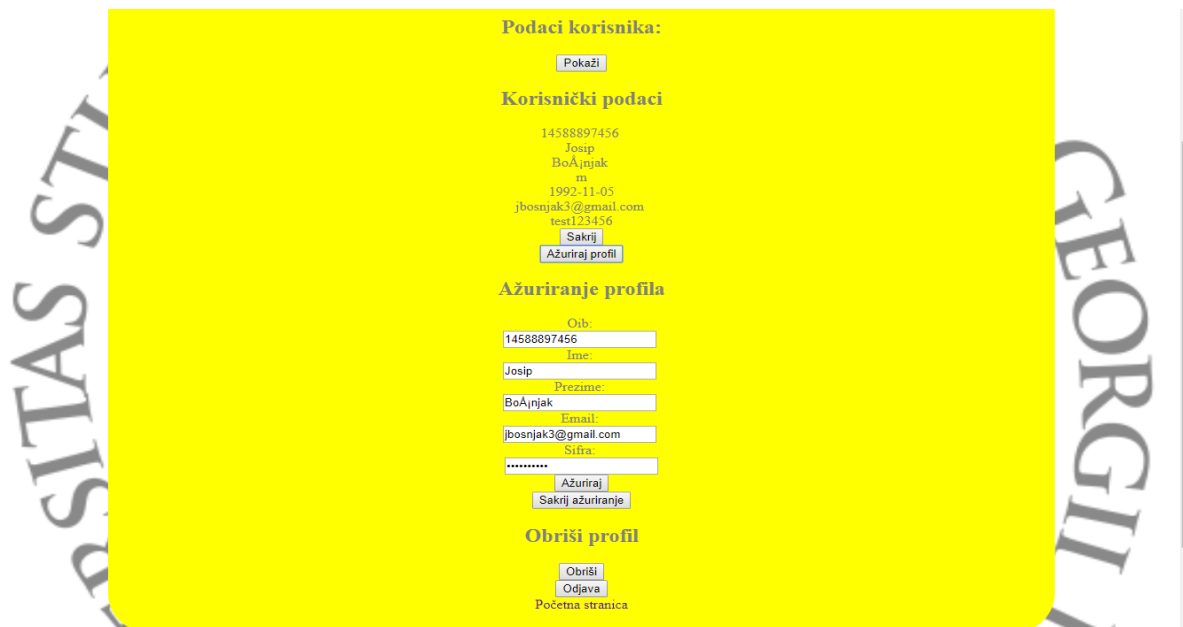 Podaci korisnika:
Pokaži
Korisnički podaci
14588897456
Josip
BoÅ¡njak
m
1992-11-05
jbosnjak3@gmail.com
test123456
Sakrij
Ažuriraj profil
Ažuriranje profila
Oib:
14588897456
Ime:
Josip
Prezime:
BoÅ¡njak
Email:
jbosnjak3@gmail.com
Sifra:
••••••••••
Ažuriraj
Sakrij ažuriranje
Obriši profil
Obriši
Odjava
Početna stranica
GEORGII